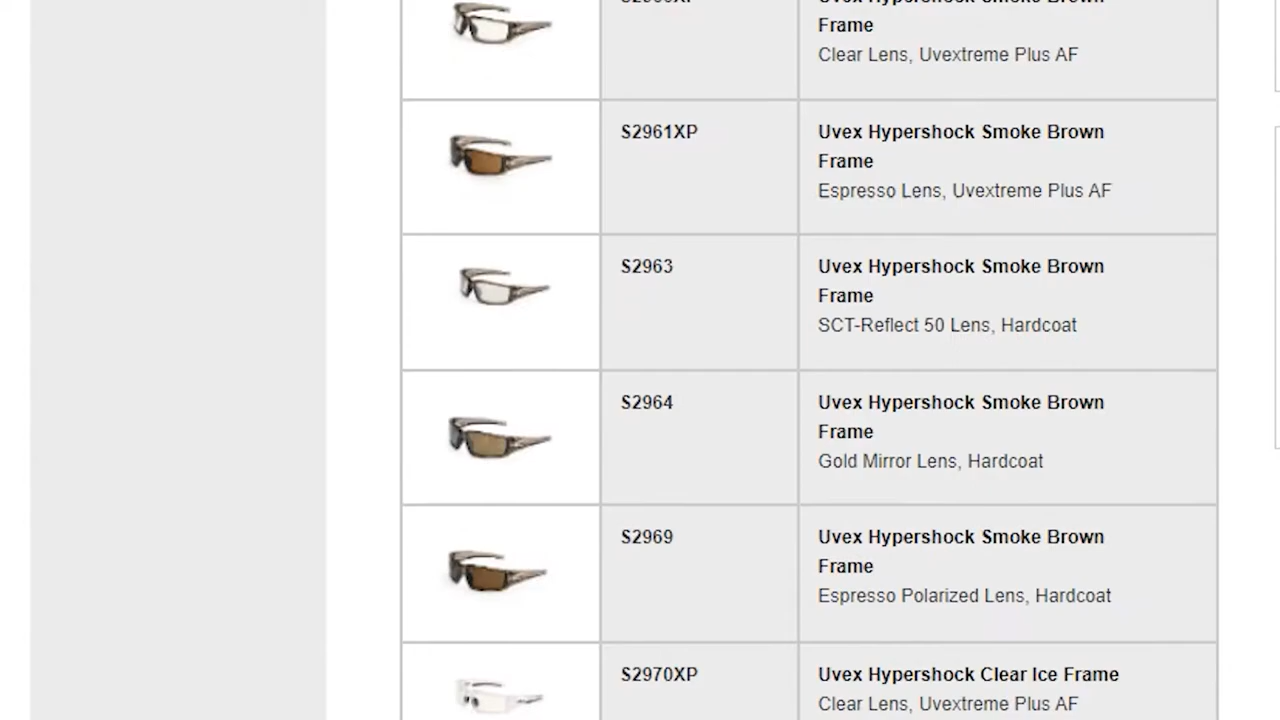 Frame
Clear Lens, Uvextreme Plus AF
S2961XP
Uvex Hypershock Smoke Brown
Frame
Espresso Lens, Uvextreme Plus AF
S2963
Uvex Hypershock Smoke Brown
Frame
SCT-Reflect 50 Lens, Hardcoat
S2964
Uvex Hypershock Smoke Brown
Frame
Gold Mirror Lens, Hardcoat
S2969
Uvex Hypershock Smoke Brown
Frame
Espresso Polarized Lens, Hardcoat
S2970XP
Uvex Hypershock Clear Ice Frame
Clear Lens, Uvextreme Plus AF